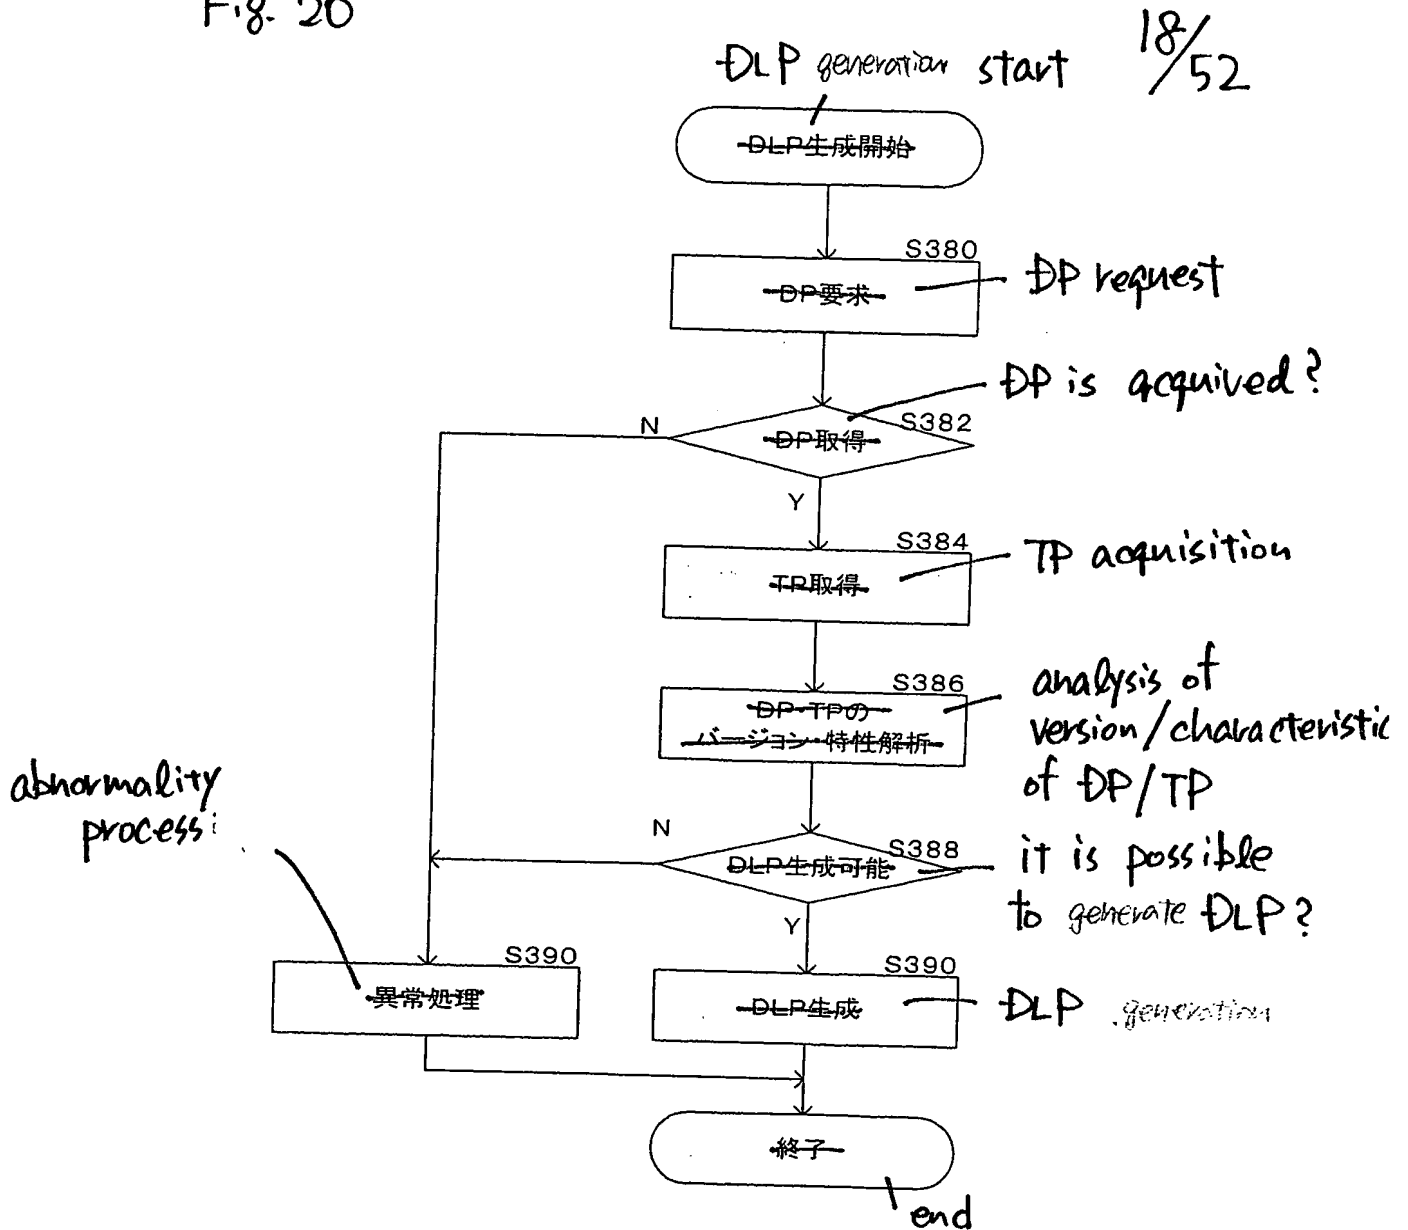 Fig. 20
18/52
DLP generation start
DLP生成開始
S380
DP要求
DP request
DP is acquired?
S382
N
DP取得
Y
S384
TP取得
TP acquisition
S386
DP・TPの
バージョン・特性解析
analysis of
version/characteristic
of DP/TP
abnormality
process
N
S388
DLP生成可能
it is possible
to generate DLP?
Y
S390
異常処理
S390
DLP生成
DLP generation
終了
end